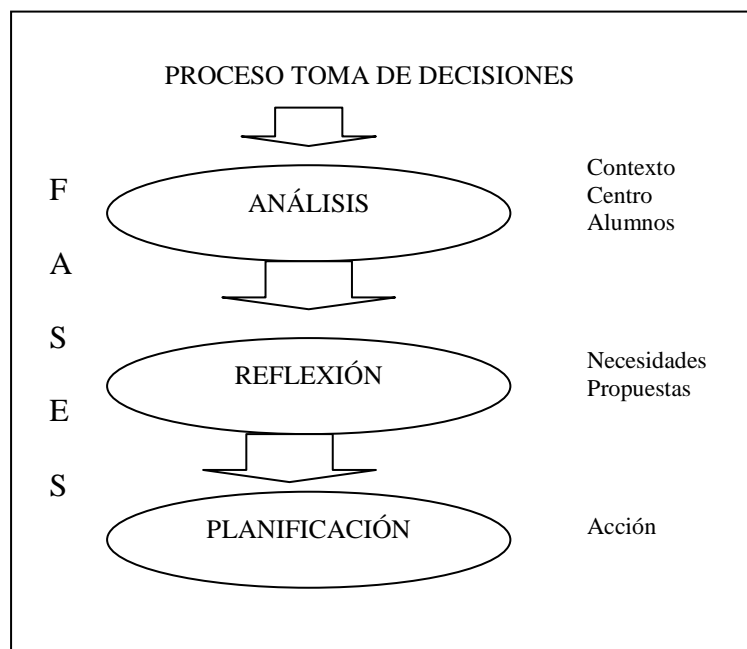 PROCESO TOMA DE DECISIONES
F
A
S
E
S
ANÁLISIS
Contexto
Centro
Alumnos
REFLEXIÓN
Necesidades
Propuestas
PLANIFICACIÓN
Acción